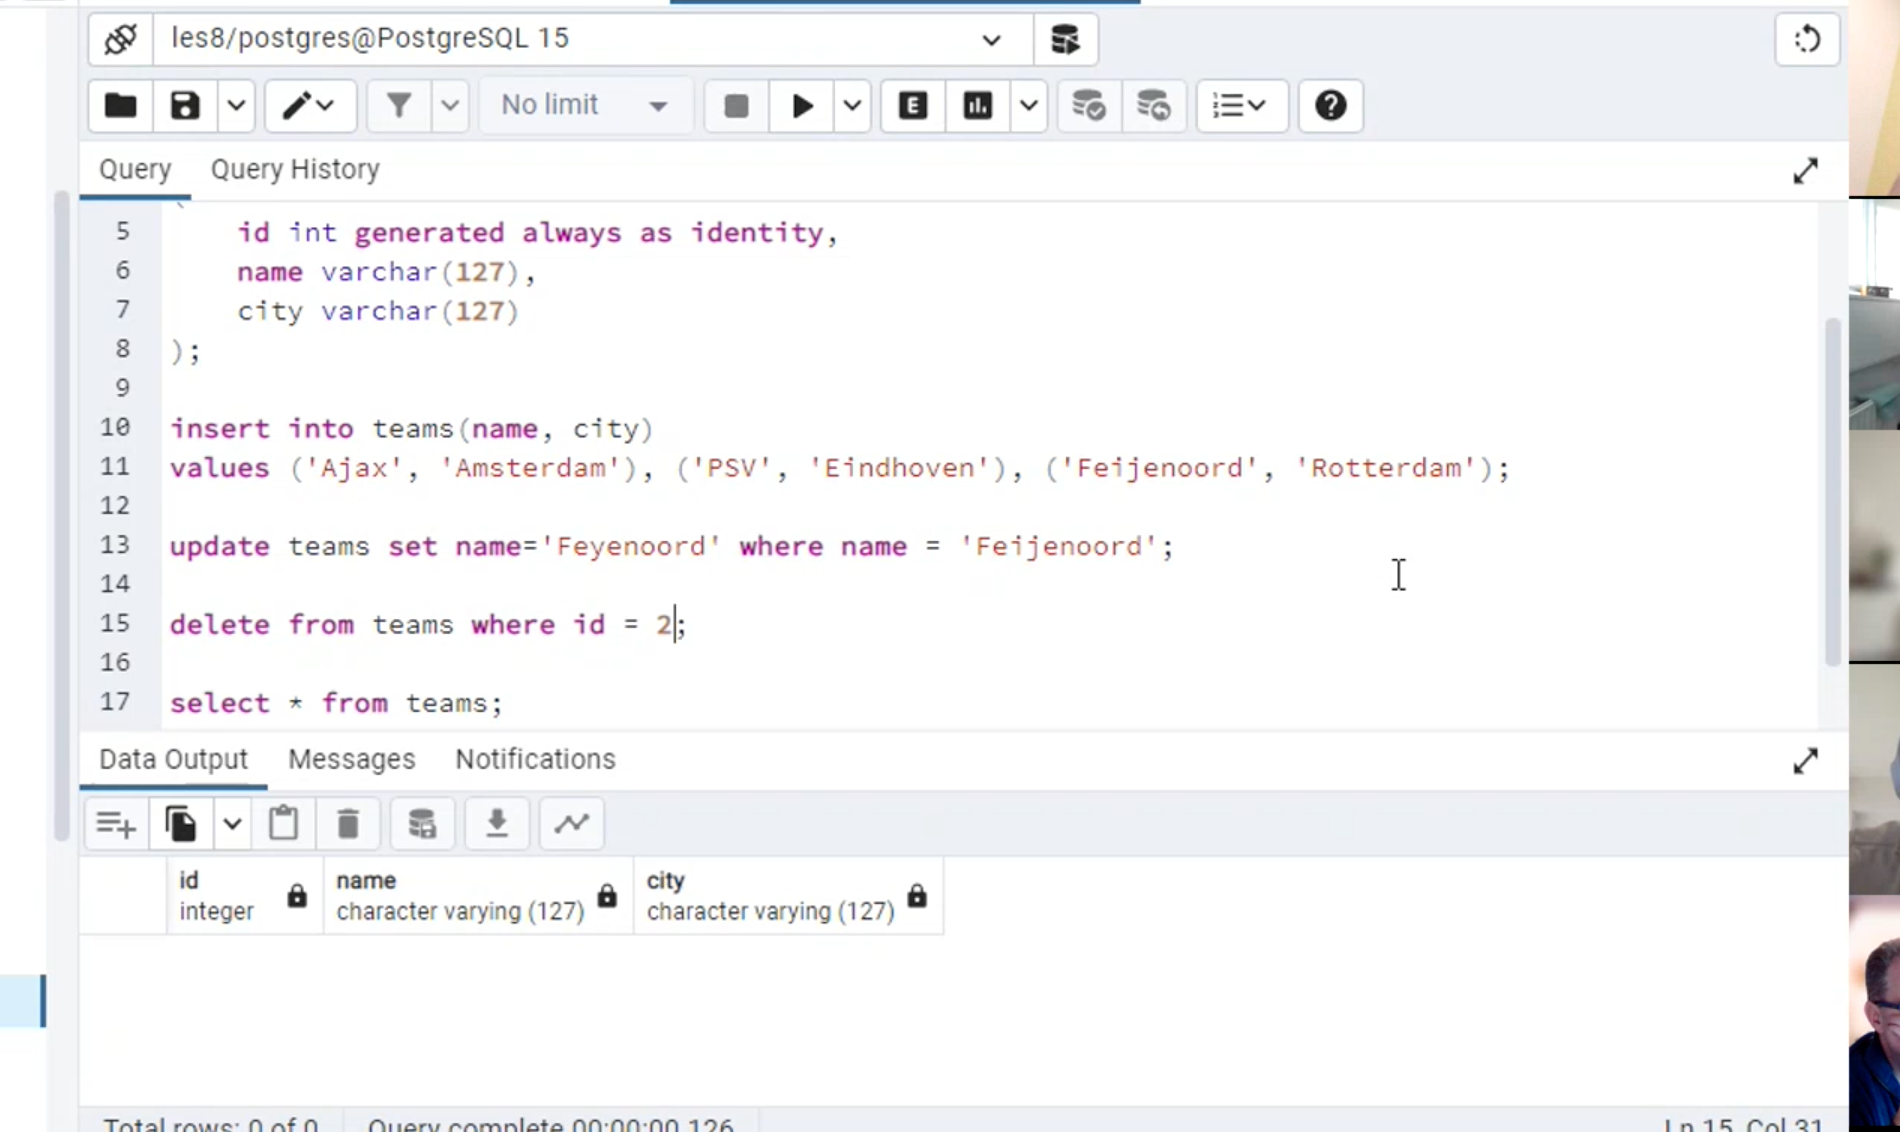 les8/postgres@PostgreSQL 15
No limit
E
Query Query History
5 id int generated always as identity,
6 name varchar(127),
7 city varchar(127)
8 );
9
10 insert into teams(name, city)
11 values ('Ajax', 'Amsterdam'), ('PSV', 'Eindhoven'), ('Feijenoord', 'Rotterdam');
12
13 update teams set name='Feyenoord' where name = 'Feijenoord';
14
15 delete from teams where id = 2;
16
17 select * from teams;
Data Output Messages Notifications
id name city
integer character varying (127) character varying (127)
Total rows: 0 of 0 Query complete 00:00:00.126 Ln 15, Col 31